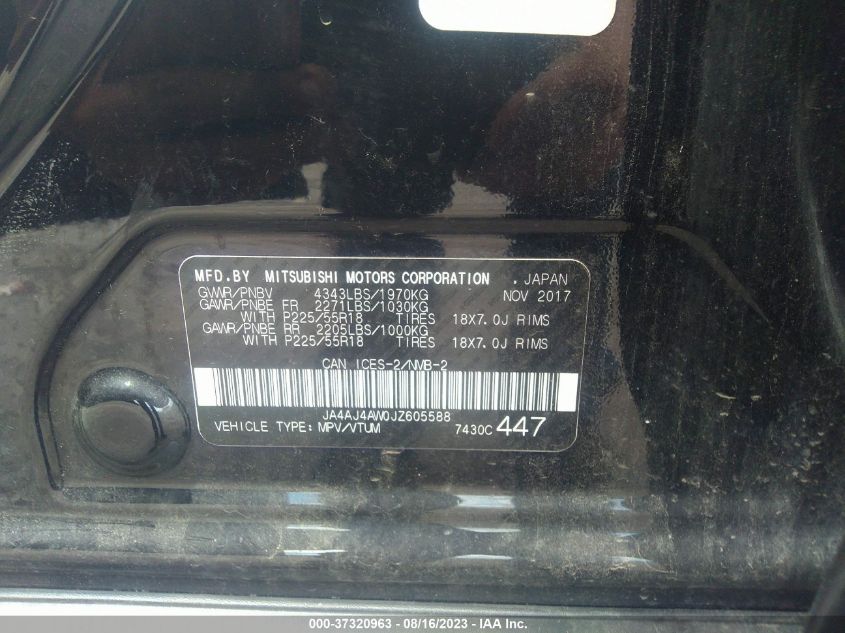 MFD.BY MITSUBISHI MOTORS CORPORATION . JAPAN
GVWR/PNBV 4343LBS/1970KG NOV 2017
GAWR/PNBE FR 2271LBS/1030KG
WITH P225/55R18 TIRES 18X7.0J RIMS
GAWR/PNBE RR 2205LBS/1000KG
WITH P225/55R18 TIRES 18X7.0J RIMS
CAN ICES-2/NMB-2
JA4AJ4AW0JZ605588
VEHICLE TYPE: MPV/VTUM 7430C 447
000-37320963 - 08/16/2023 - IAA Inc.